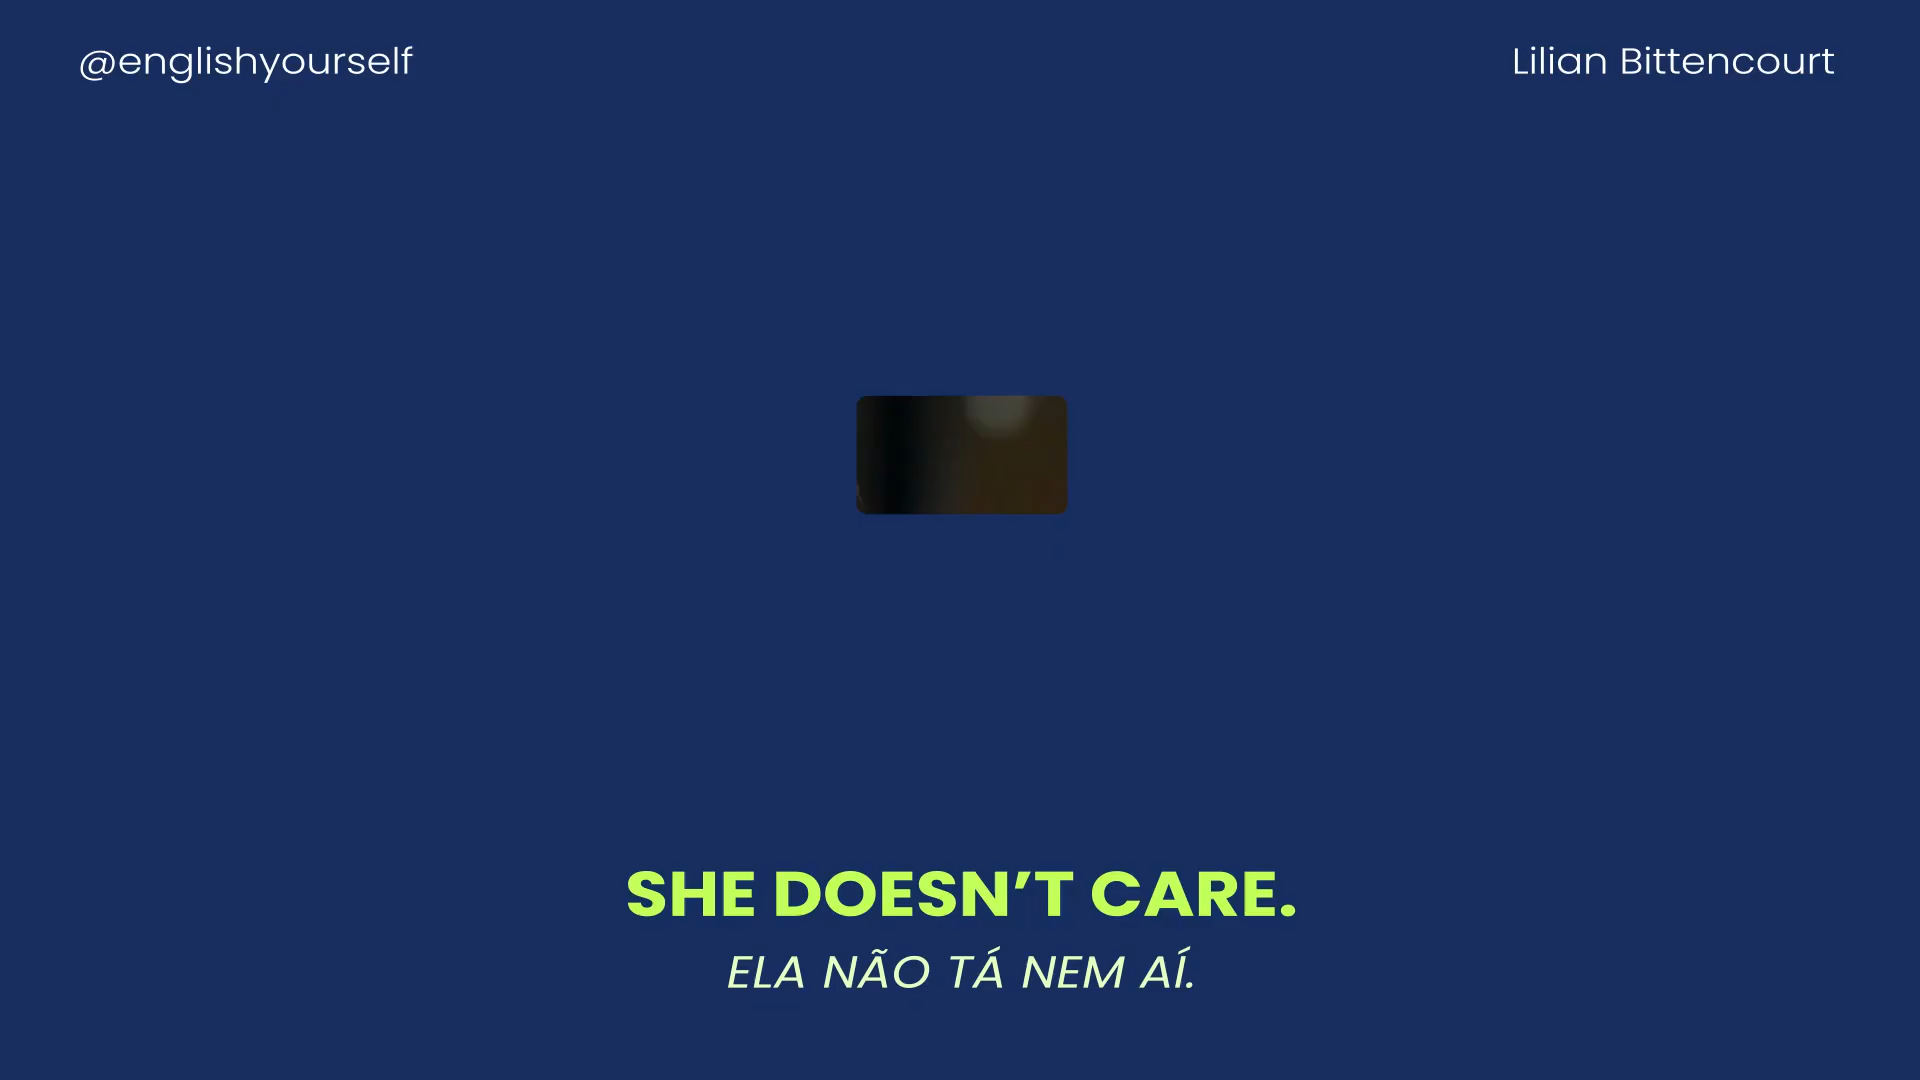 @englishyourself
Lilian Bittencourt
SHE DOESN’T CARE.
ELA NÃO TÁ NEM AÍ.